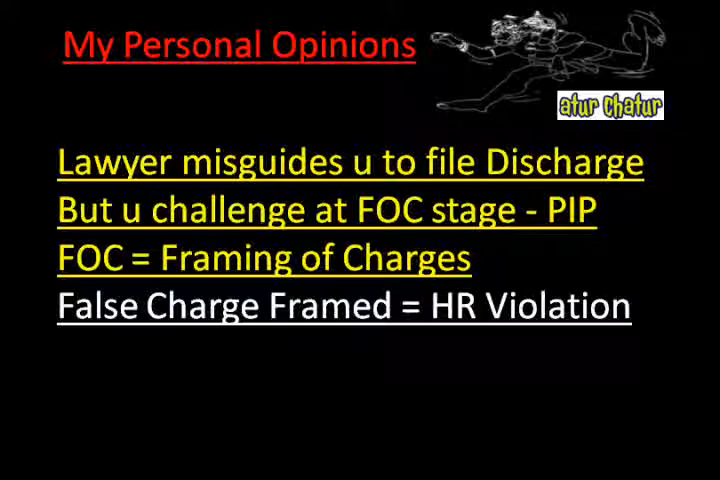 My Personal Opinions
atur chatur
Lawyer misguides u to file Discharge
But u challenge at FOC stage - PIP
FOC = Framing of Charges
False Charge Framed = HR Violation